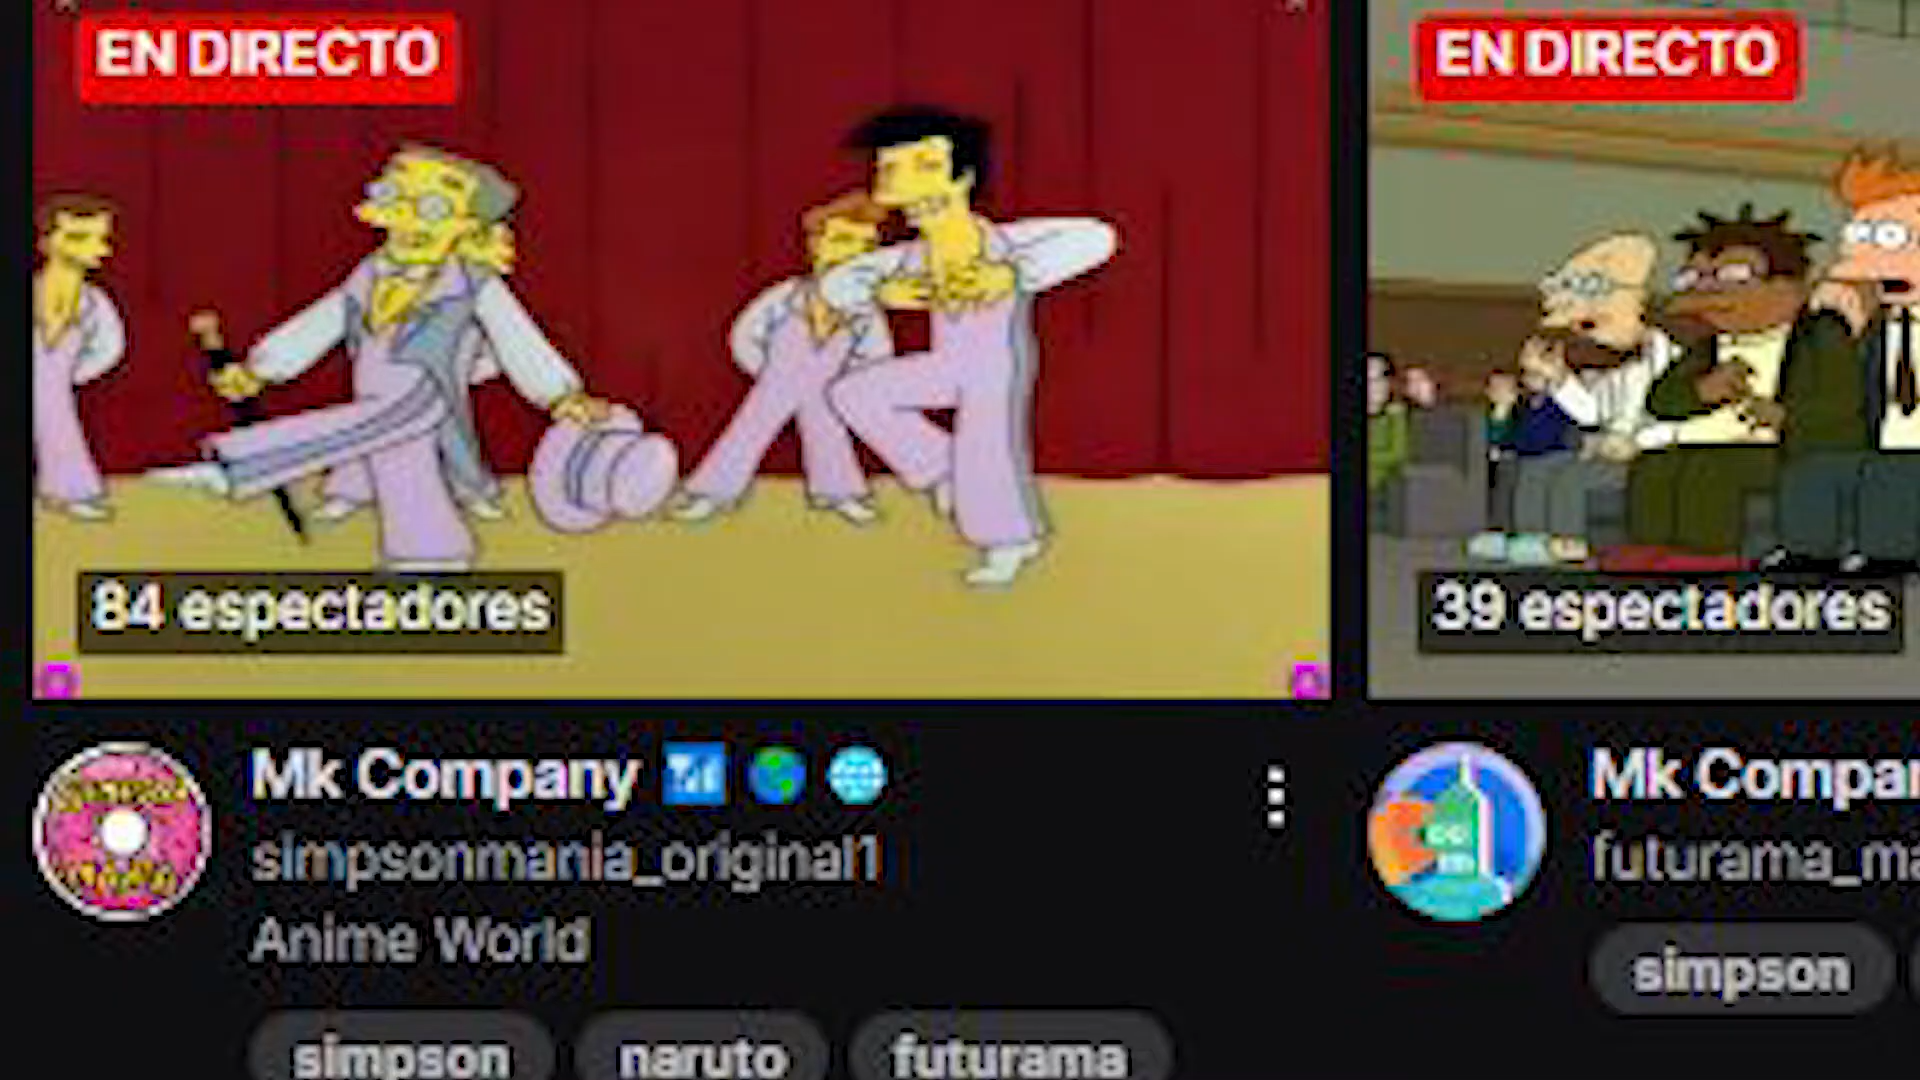 EN DIRECTO
84 espectadores
Mk Company
simpsonmania_original1
Anime World
simpson naruto futurama
EN DIRECTO
39 espectadores
Mk Compan
futurama_ma
simpson